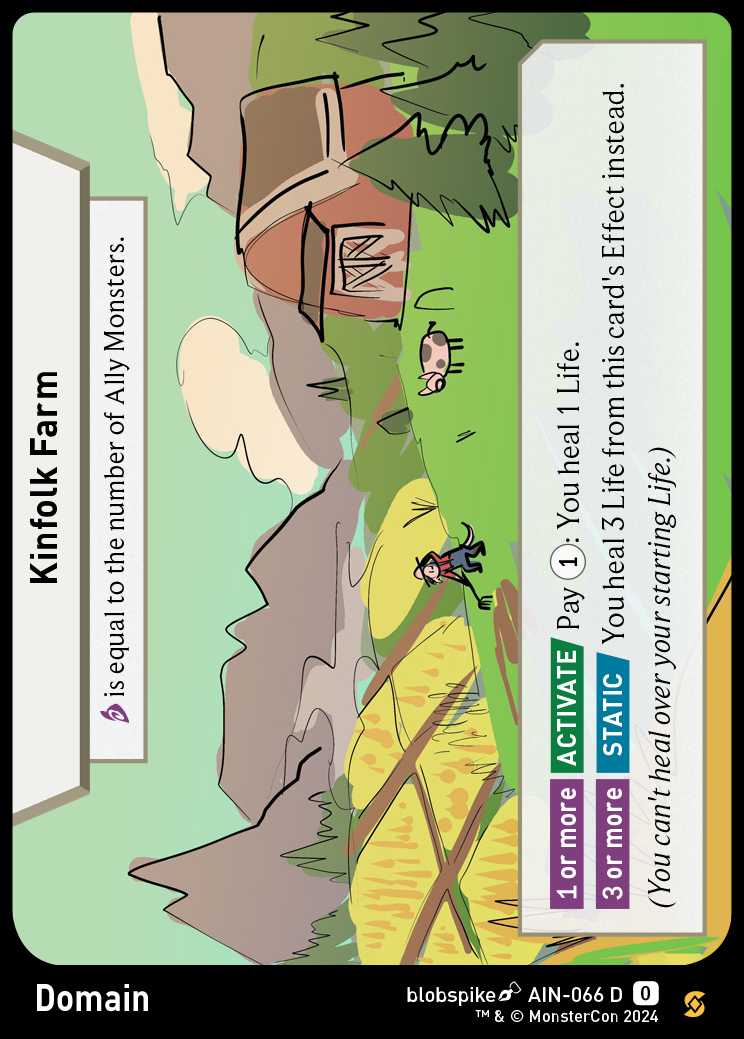 Kinfolk Farm
is equal to the number of Ally Monsters.
1 or more ACTIVATE Pay 1: You heal 1 Life.
3 or more STATIC You heal 3 Life from this card's Effect instead.
(You can't heal over your starting Life.)
Domain
blobspike AIN-066 D 0
™ & © MonsterCon 2024